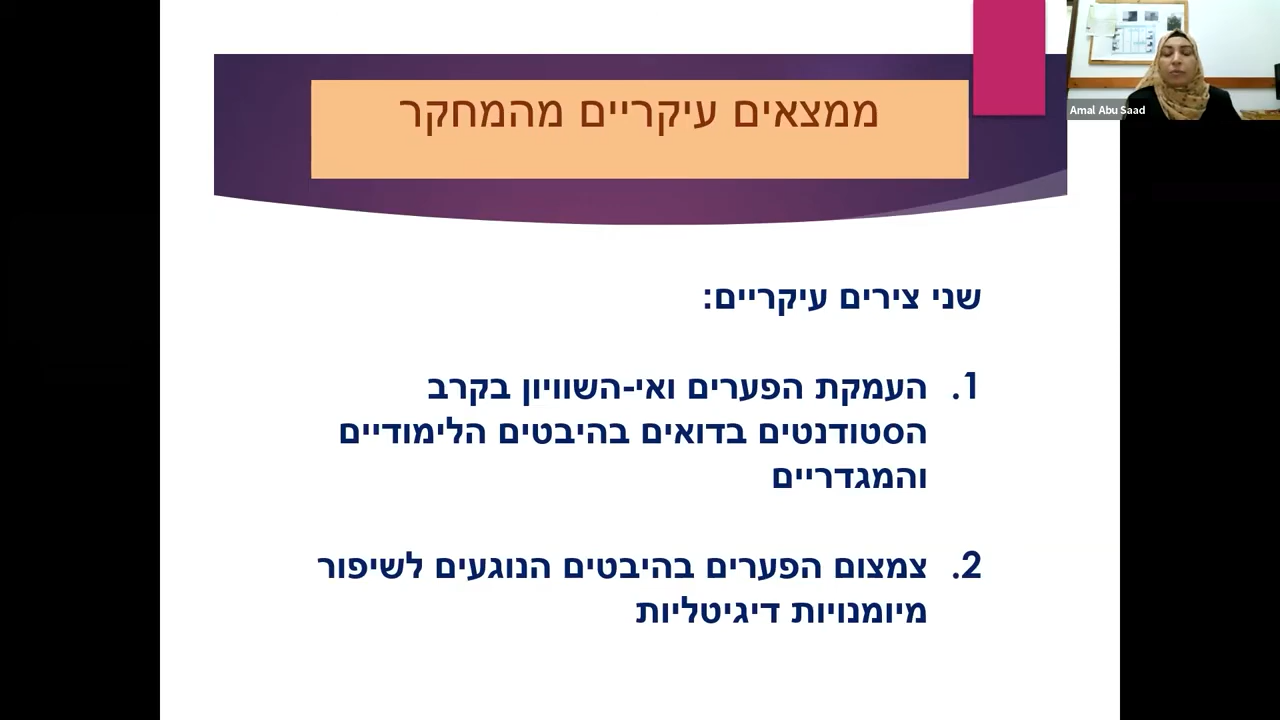 ממצאים עיקריים מהמחקר
Amal Abu Saad
שני צירים עיקריים:
1. העמקת הפערים ואי-השוויון בקרב
הסטודנטים בדואים בהיבטים הלימודיים
והמגדריים
2. צמצום הפערים בהיבטים הנוגעים לשיפור
מיומנויות דיגיטליות